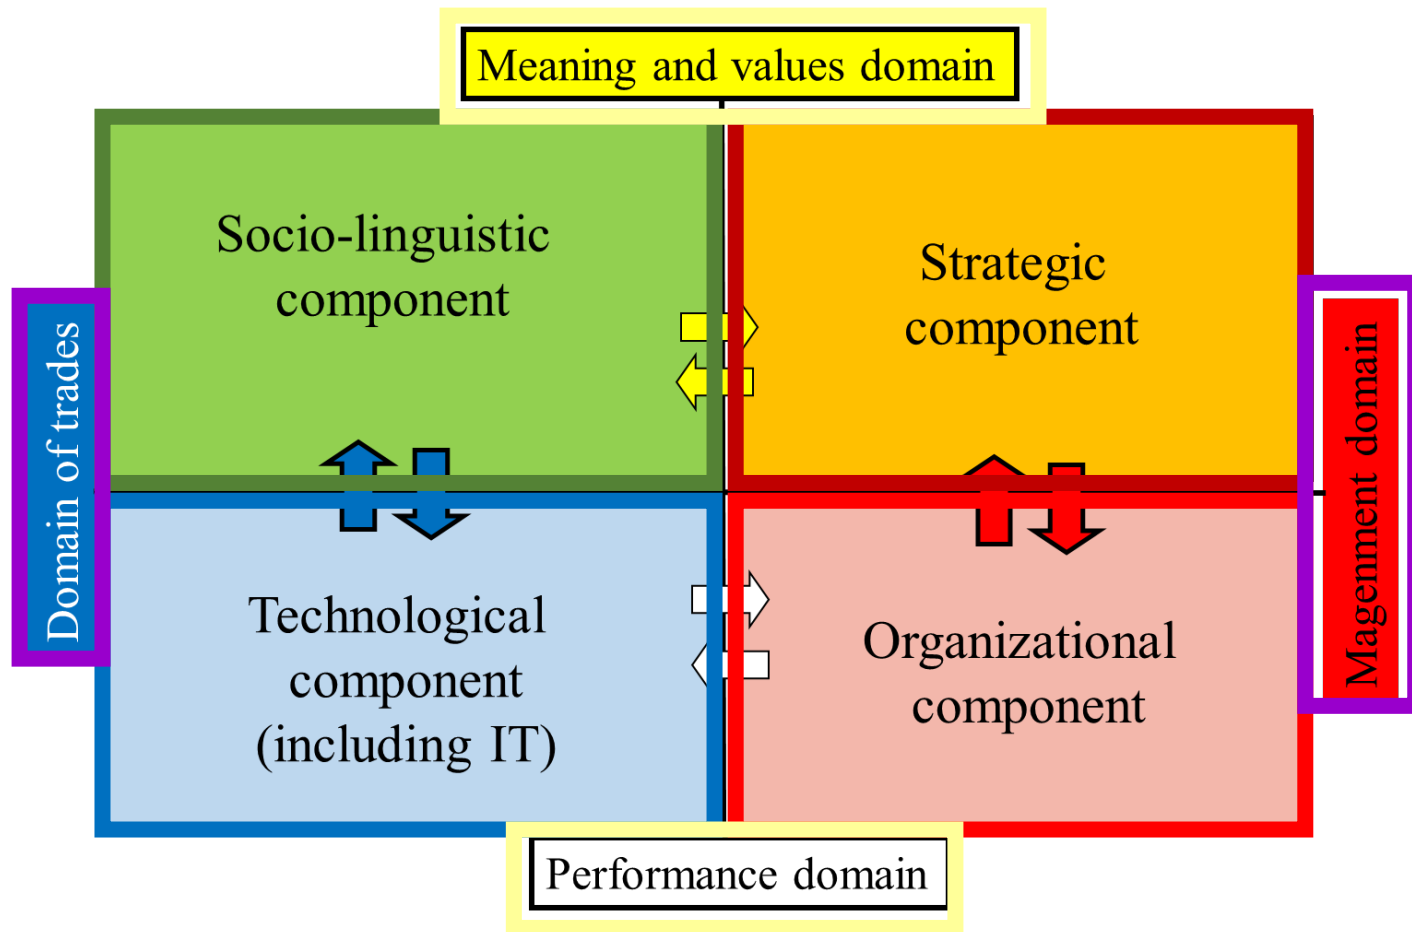 Meaning and values domain
Socio-linguistic
component
Strategic
component
Domain of trades
Magenment domain
Technological
component
(including IT)
Organizational
component
Performance domain